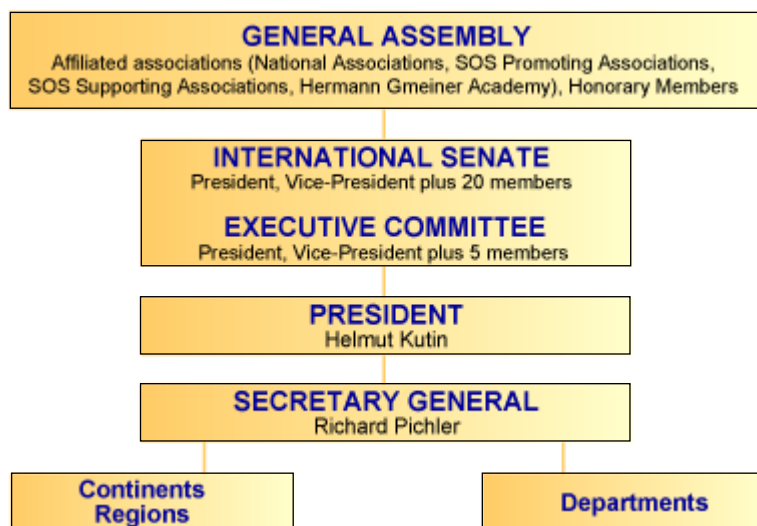 GENERAL ASSEMBLY
Affiliated associations (National Associations, SOS Promoting Associations,
SOS Supporting Associations, Hermann Gmeiner Academy), Honorary Members
INTERNATIONAL SENATE
President, Vice-President plus 20 members
EXECUTIVE COMMITTEE
President, Vice-President plus 5 members
PRESIDENT
Helmut Kutin
SECRETARY GENERAL
Richard Pichler
Continents
Regions
Departments